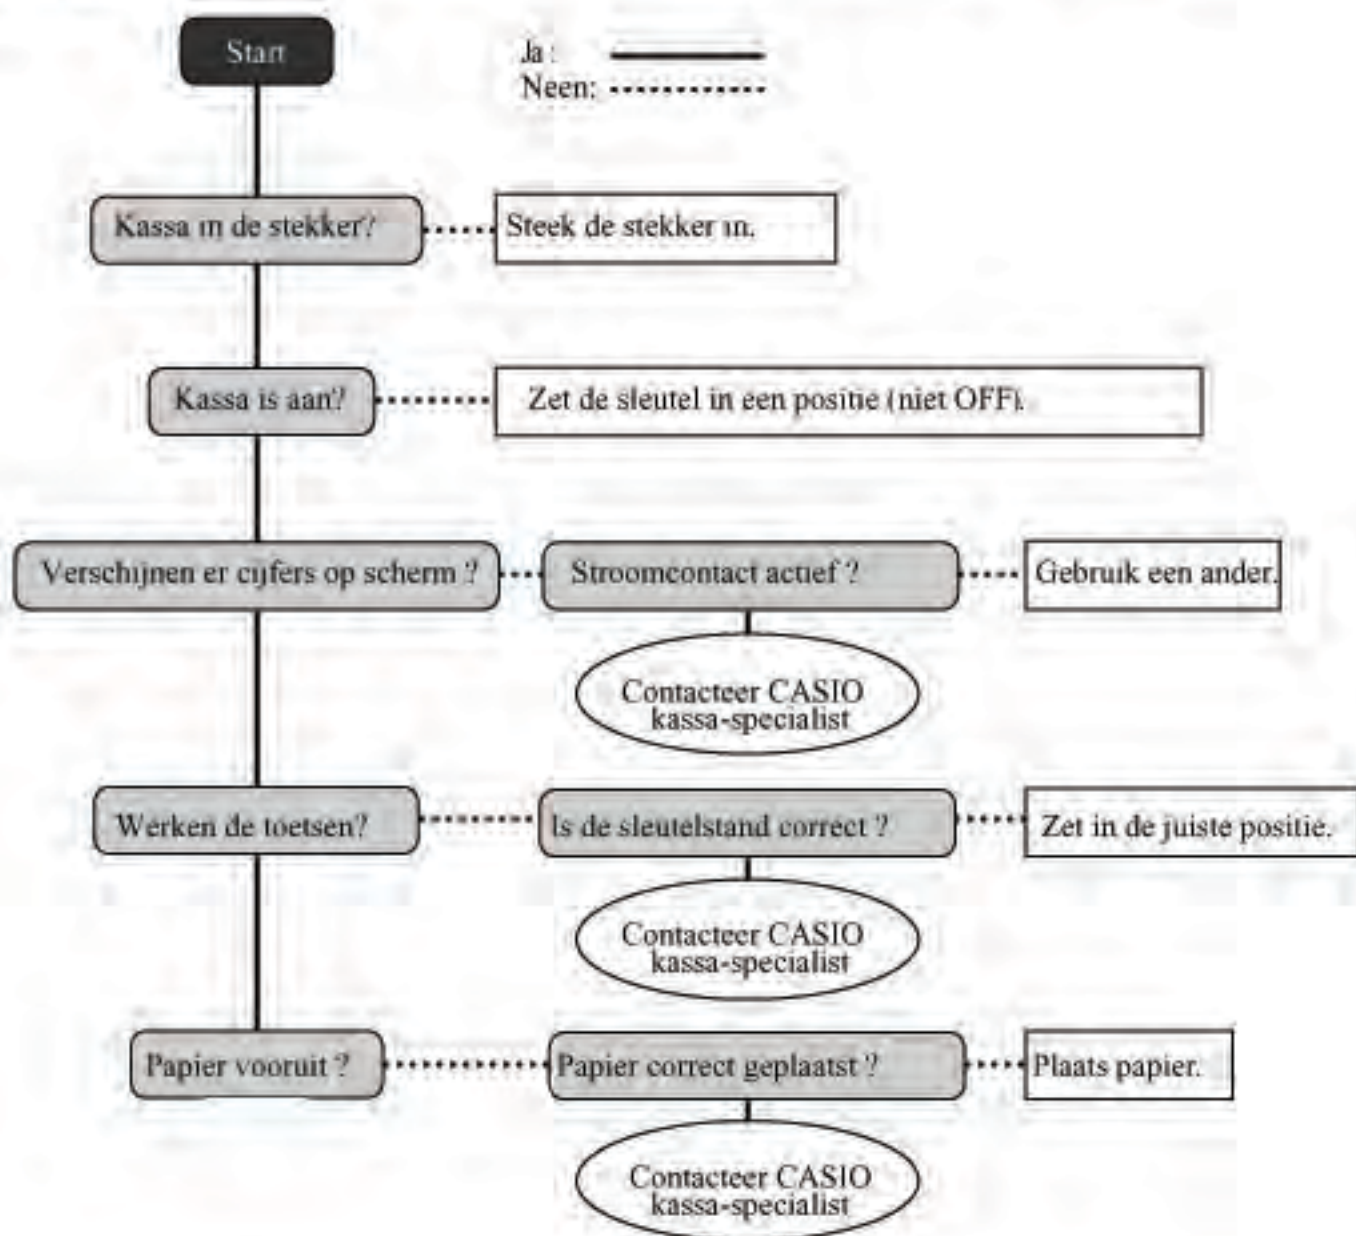 Start
Ja :
Neen:
Kassa in de stekker?
Steek de stekker in.
Kassa is aan?
Zet de sleutel in een positie (niet OFF).
Verschijnen er cijfers op scherm ?
Stroomcontact actief ?
Gebruik een ander.
Contacteer CASIO
kassa-specialist
Werken de toetsen?
Is de sleutelstand correct ?
Zet in de juiste positie.
Contacteer CASIO
kassa-specialist
Papier vooruit ?
Papier correct geplaatst ?
Plaats papier.
Contacteer CASIO
kassa-specialist